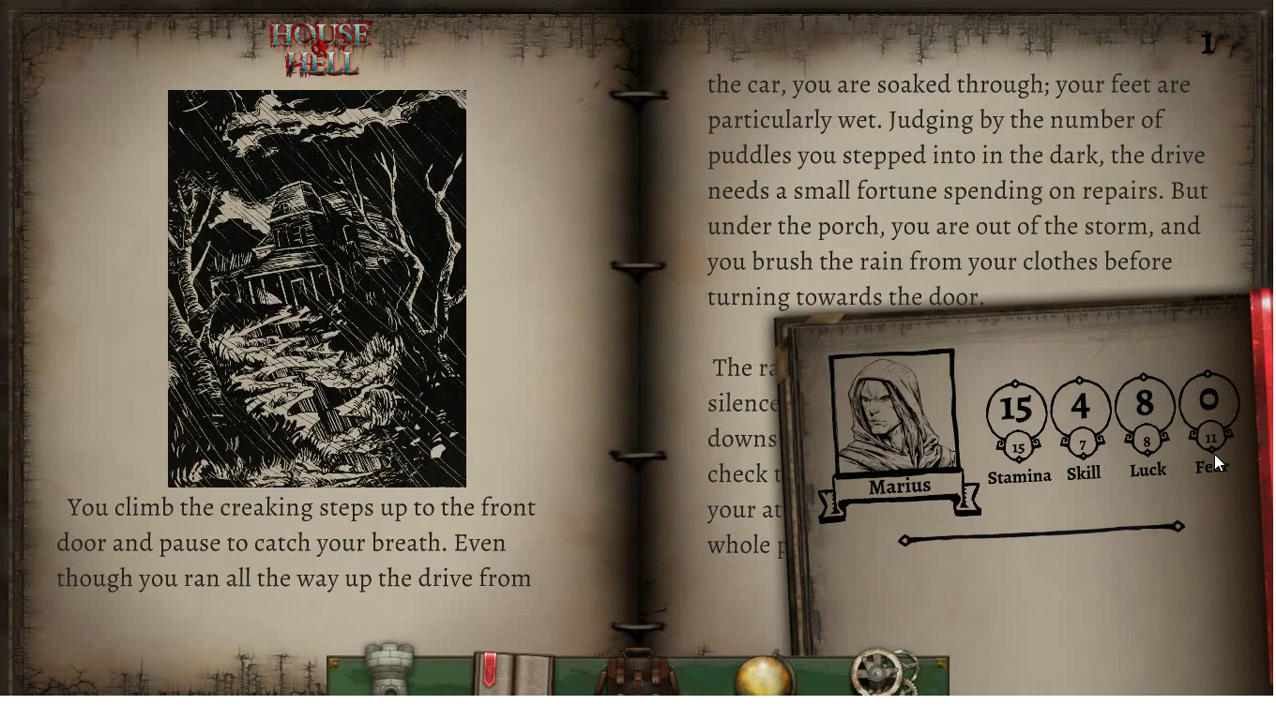 HOUSE
&
HELL
You climb the creaking steps up to the front
door and pause to catch your breath. Even
though you ran all the way up the drive from
1
the car, you are soaked through; your feet are
particularly wet. Judging by the number of
puddles you stepped into in the dark, the drive
needs a small fortune spending on repairs. But
under the porch, you are out of the storm, and
you brush the rain from your clothes before
turning towards the door.
The ra
silence
downs
check t
your at
whole p
15 4 8 0
15 7 8 11
Stamina Skill Luck
Marius